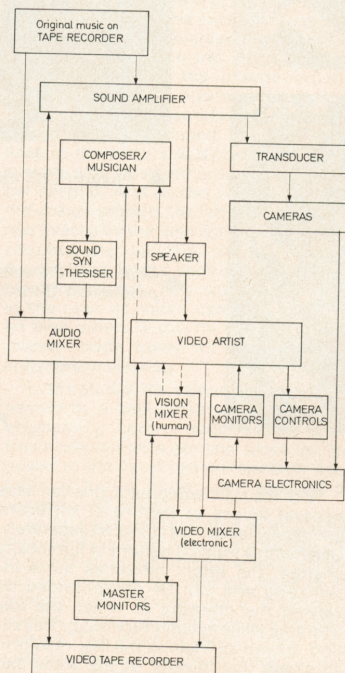 Original music on
TAPE RECORDER
SOUND AMPLIFIER
COMPOSER/
MUSICIAN
TRANSDUCER
CAMERAS
SOUND
SYN
-THESISER
SPEAKER
AUDIO
MIXER
VIDEO ARTIST
VISION
MIXER
(human)
CAMERA
MONITORS
CAMERA
CONTROLS
CAMERA ELECTRONICS
VIDEO MIXER
(electronic)
MASTER
MONITORS
VIDEO TAPE RECORDER